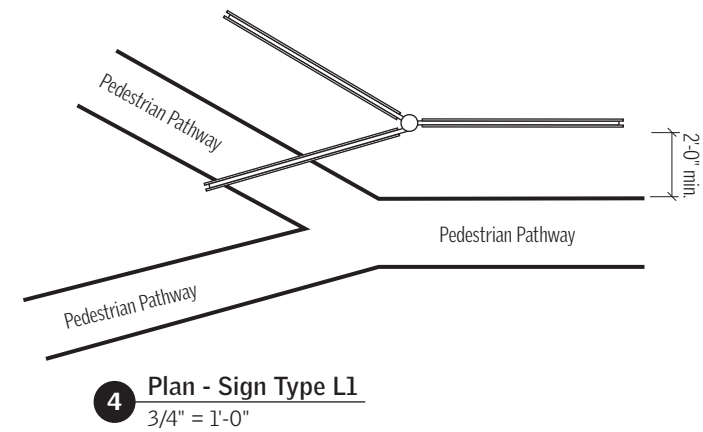 Pedestrian Pathway
2'-0" min.
Pedestrian Pathway
Pedestrian Pathway
4
Plan - Sign Type L1
3/4" = 1'-0"